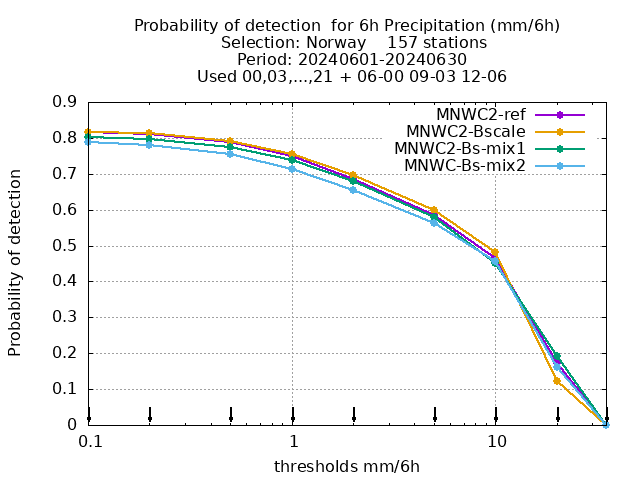 Probability of detection  for 6h Precipitation (mm/6h)
Selection: Norway    157 stations
Period: 20240601-20240630
Used 00,03,...,21 + 06-00 09-03 12-06
MNWC2-ref
MNWC2-Bscale
MNWC2-Bs-mix1
MNWC-Bs-mix2
Probability of detection
0.9
0.8
0.7
0.6
0.5
0.4
0.3
0.2
0.1
0
0.1 1 10
thresholds mm/6h